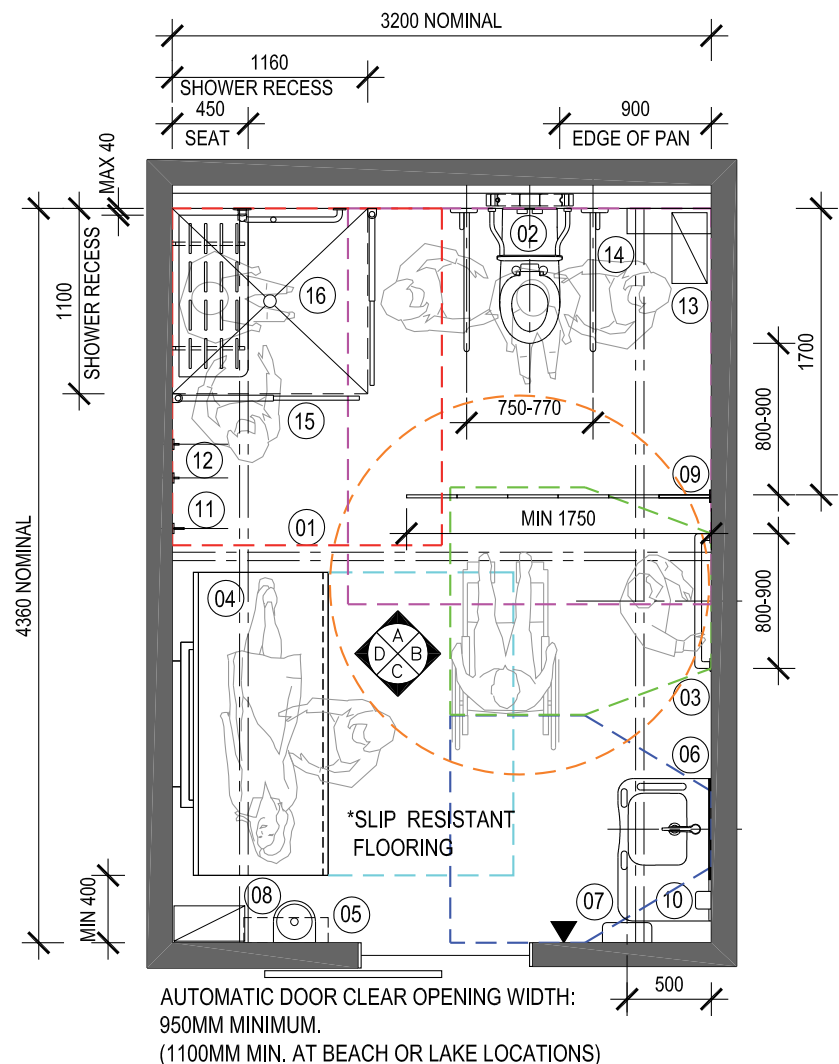 3200 NOMINAL
1160
SHOWER RECESS
450
SEAT
900
EDGE OF PAN
MAX 40
1100
SHOWER RECESS
4360 NOMINAL
MIN 400
02
14
13
16
15
12
11
01
750-770
09
MIN 1750
1700
800-900
800-900
04
A
D B
C
03
06
*SLIP RESISTANT
FLOORING
08
05
07
10
500
AUTOMATIC DOOR CLEAR OPENING WIDTH:
950MM MINIMUM.
(1100MM MIN. AT BEACH OR LAKE LOCATIONS)